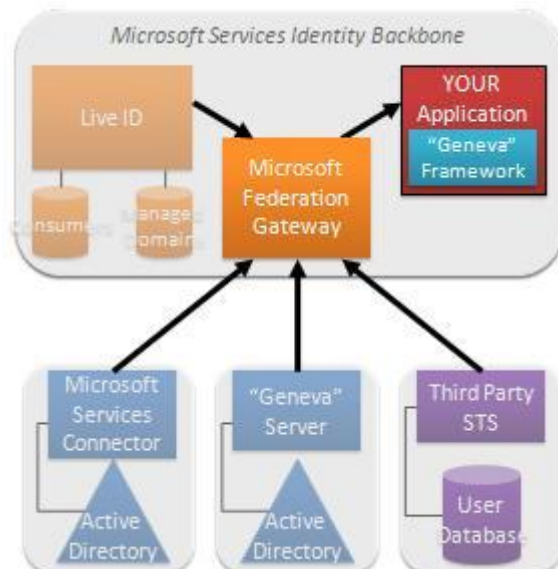 Microsoft Services Identity Backbone
Live ID
Consumers
Managed
Domains
Microsoft
Federation
Gateway
YOUR
Application
"Geneva"
Framework
Microsoft
Services
Connector
Active
Directory
"Geneva"
Server
Active
Directory
Third Party
STS
User
Database